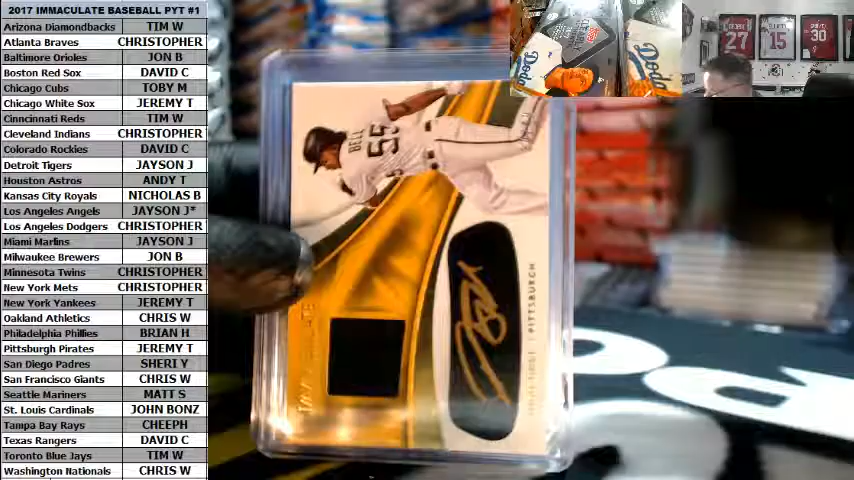 2017 IMMACULATE BASEBALL PYT #1
Arizona Diamondbacks TIM W
Atlanta Braves CHRISTOPHER
Baltimore Orioles JON B
Boston Red Sox DAVID C
Chicago Cubs TOBY M
Chicago White Sox JEREMY T
Cinncinati Reds TIM W
Cleveland Indians CHRISTOPHER
Colorado Rockies DAVID C
Detroit Tigers JAYSON J
Houston Astros ANDY T
Kansas City Royals NICHOLAS B
Los Angeles Angels JAYSON J*
Los Angeles Dodgers CHRISTOPHER
Miami Marlins JAYSON J
Milwaukee Brewers JON B
Minnesota Twins CHRISTOPHER
New York Mets CHRISTOPHER
New York Yankees JEREMY T
Oakland Athletics CHRIS W
Philadelphia Phillies BRIAN H
Pittsburgh Pirates JEREMY T
San Diego Padres SHERI Y
San Francisco Giants CHRIS W
Seattle Mariners MATT S
St. Louis Cardinals JOHN BONZ
Tampa Bay Rays CHEEPH
Texas Rangers DAVID C
Toronto Blue Jays TIM W
Washington Nationals CHRIS W
BELL
55
PITTSBURGH
IMMACULATE
Dodg
Dodg
27
15
30